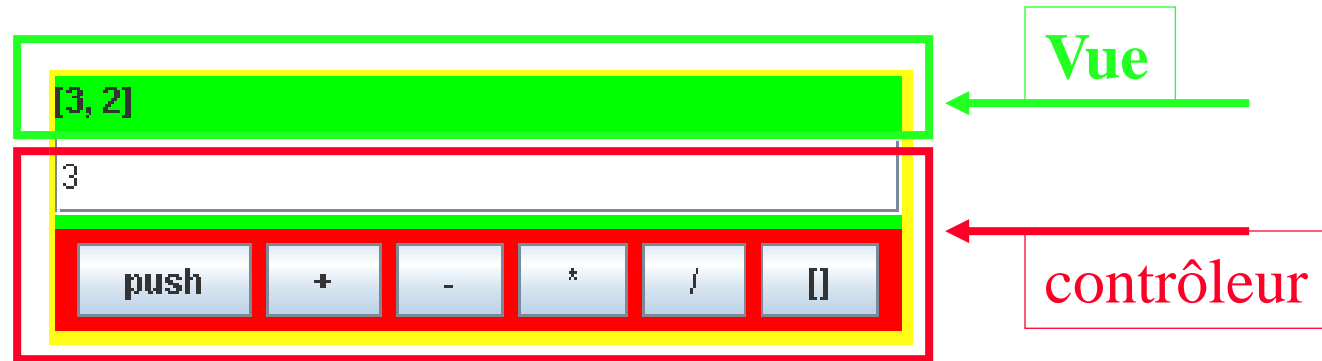 Vue
[3, 2]
3
push + - * / []
contrôleur